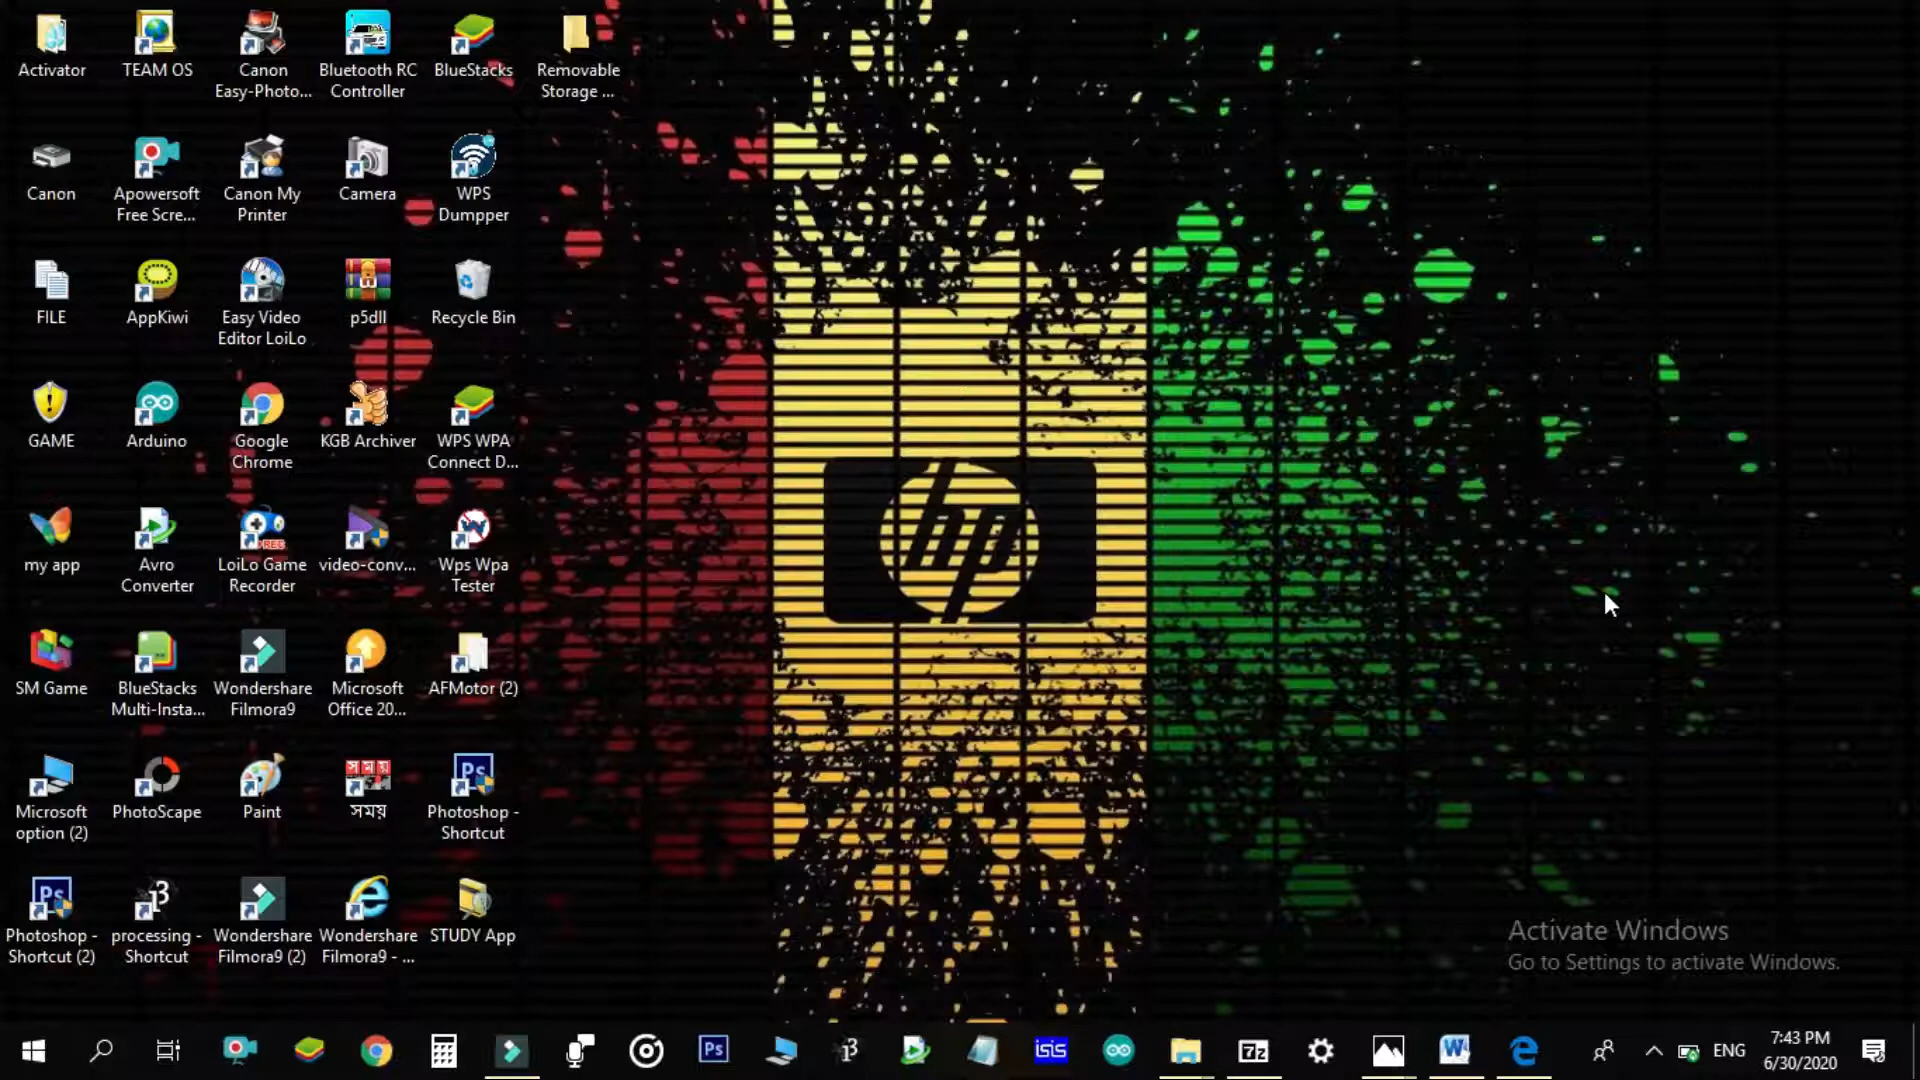 Activator
TEAM OS
Canon
Easy-Photo...
Bluetooth RC
Controller
BlueStacks
Removable
Storage ...
Canon
Apowersoft
Free Scre...
Canon My
Printer
Camera
WPS
Dumpper
FILE
AppKiwi
Easy Video
Editor LoiLo
p5dll
Recycle Bin
GAME
Arduino
Google
Chrome
KGB Archiver
WPS WPA
Connect D...
my app
Avro
Converter
LoiLo Game
Recorder
video-conv...
Wps Wpa
Tester
SM Game
BlueStacks
Multi-Insta...
Wondershare
Filmora9
Microsoft
Office 20...
AFMotor (2)
Microsoft
option (2)
PhotoScape
Paint
সময়
Photoshop -
Shortcut
Photoshop -
Shortcut (2)
processing -
Shortcut
Wondershare
Filmora9 (2)
Wondershare
Filmora9 - ...
STUDY App
hp
Activate Windows
Go to Settings to activate Windows.
ENG
7:43 PM
6/30/2020